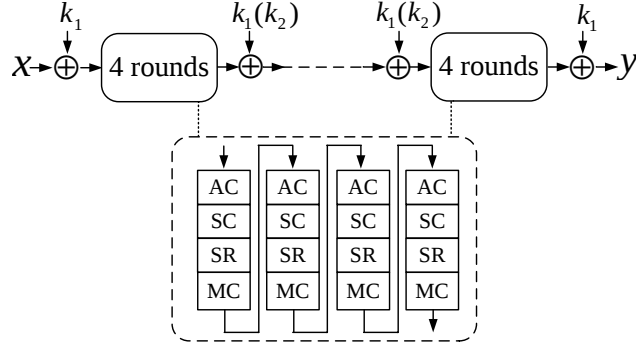 k₁ k₁(k₂) k₁(k₂) k₁
x 4 rounds 4 rounds y
AC AC AC AC
SC SC SC SC
SR SR SR SR
MC MC MC MC